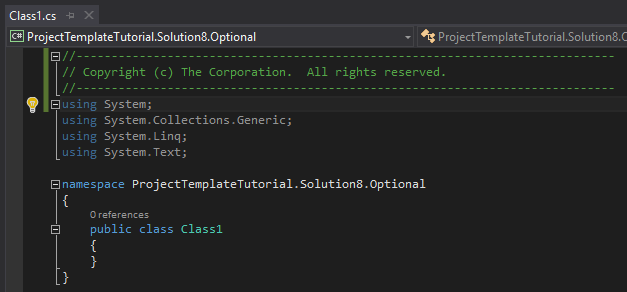 Class1.cs
C# ProjectTemplateTutorial.Solution8.Optional
ProjectTemplateTutorial.Solution8.O
//----------------------------------------------------------------------
// Copyright (c) The Corporation.  All rights reserved.
//----------------------------------------------------------------------
using System;
using System.Collections.Generic;
using System.Linq;
using System.Text;
namespace ProjectTemplateTutorial.Solution8.Optional
{
0 references
public class Class1
{
}
}